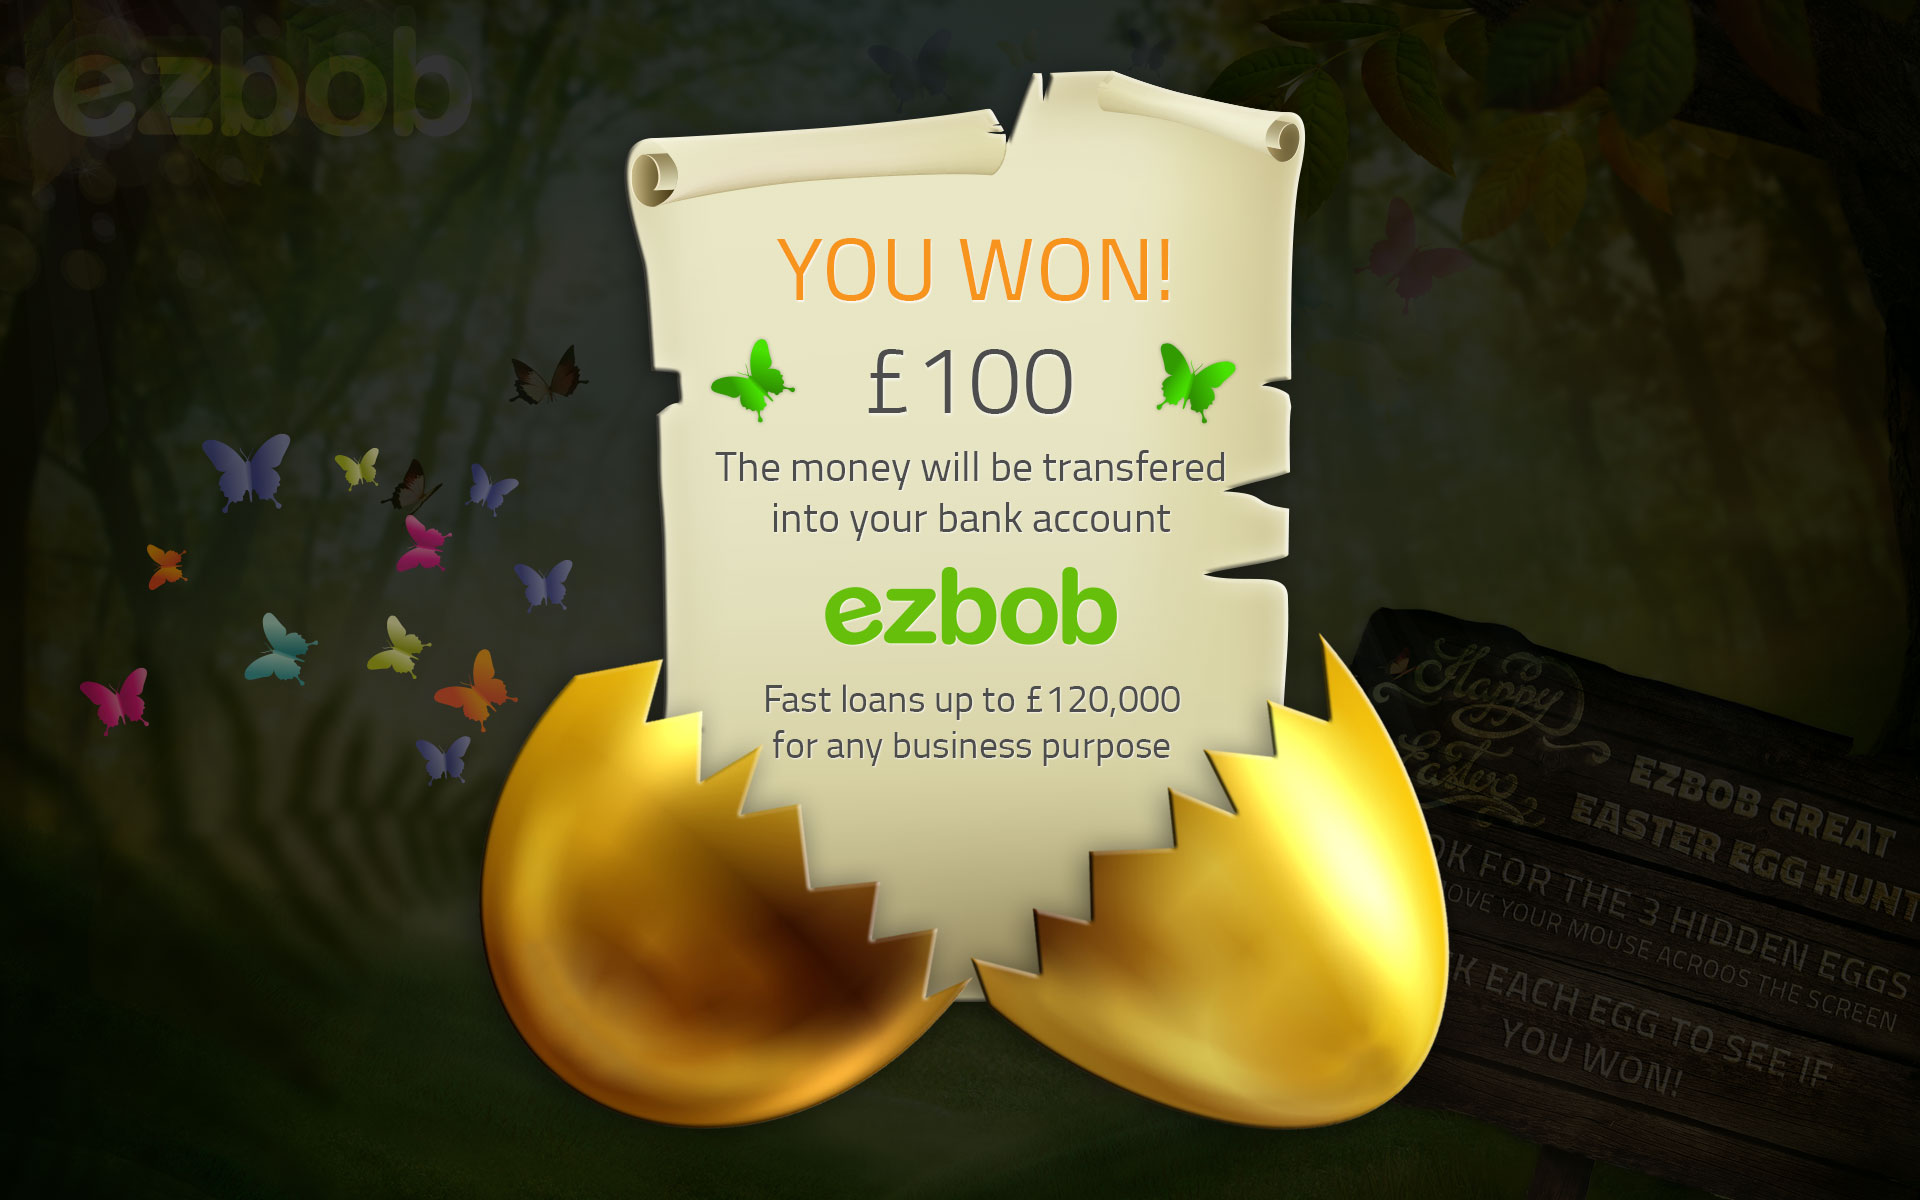 ezbob
YOU WON!
£100
The money will be transfered
into your bank account
ezbob
Fast loans up to £120,000
for any business purpose
Happy
Easter
EZBOB GREAT
EASTER EGG HUNT
FOR THE 3 HIDDEN EGGS
YOUR MOUSE ACROOS THE SCREEN
EACH EGG TO SEE IF
YOU WON!